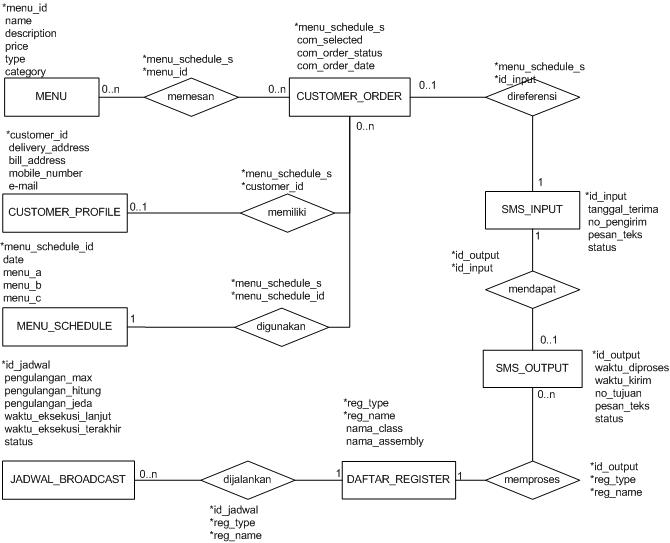 *menu_id
name
description
price
type
category
MENU
0..n
*menu_schedule_s
*menu_id
memesan
0..n
*menu_schedule_s
com_selected
com_order_status
com_order_date
CUSTOMER_ORDER
0..1
0..n
*menu_schedule_s
*id_input
direferensi
1
*customer_id
delivery_address
bill_address
mobile_number
e-mail
CUSTOMER_PROFILE
0..1
*menu_schedule_s
*customer_id
memiliki
SMS_INPUT
1
*id_input
tanggal_terima
no_pengirim
pesan_teks
status
*menu_schedule_id
date
menu_a
menu_b
menu_c
MENU_SCHEDULE
1
*menu_schedule_s
*menu_schedule_id
digunakan
*id_output
*id_input
mendapat
0..1
SMS_OUTPUT
0..n
*id_output
waktu_diproses
waktu_kirim
no_tujuan
pesan_teks
status
*id_jadwal
pengulangan_max
pengulangan_hitung
pengulangan_jeda
waktu_eksekusi_lanjut
waktu_eksekusi_terakhir
status
JADWAL_BROADCAST
0..n
dijalankan
*id_jadwal
*reg_type
*reg_name
1
*reg_type
*reg_name
nama_class
nama_assembly
DAFTAR_REGISTER
1
memproses
*id_output
*reg_type
*reg_name